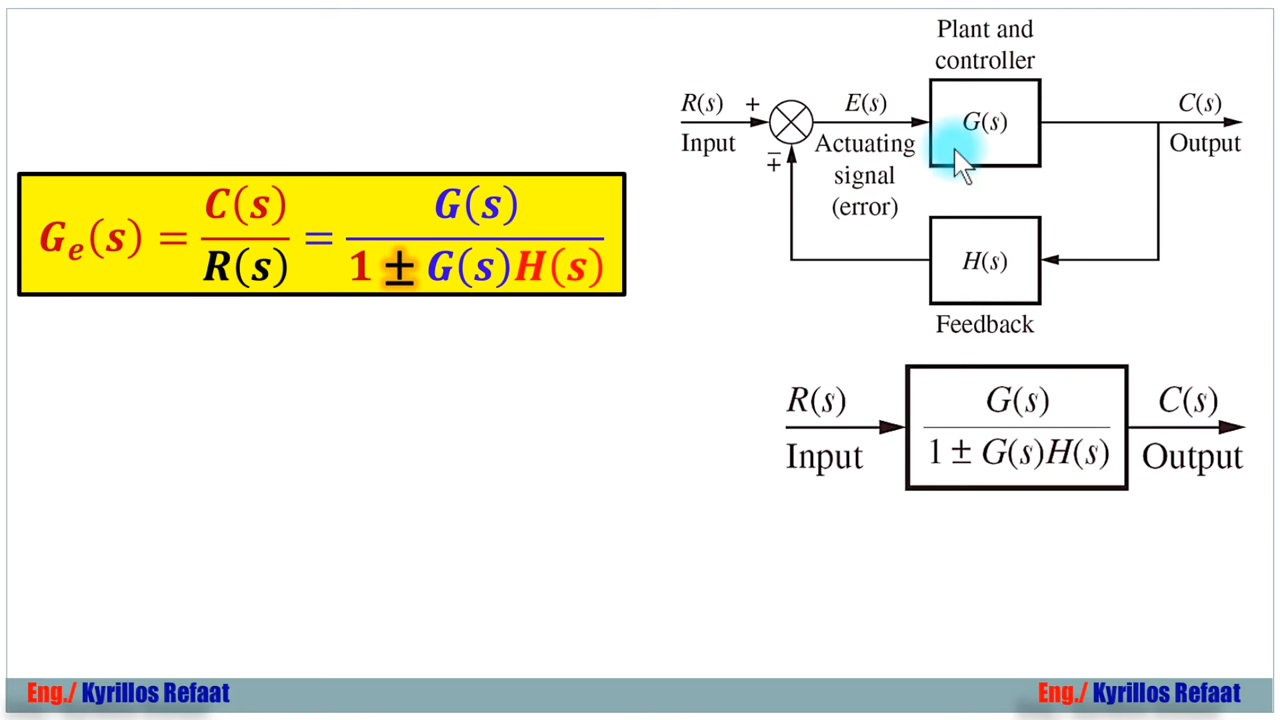 Plant and
controller
R(s) + E(s) G(s) C(s)
Input Actuating Output
∓ signal
(error)
H(s)
Feedback
G_e(s) = C(s)/R(s) = G(s)/(1 ± G(s)H(s))
R(s) G(s) C(s)
Input 1 ± G(s)H(s) Output
Eng./ Kyrillos Refaat
Eng./ Kyrillos Refaat